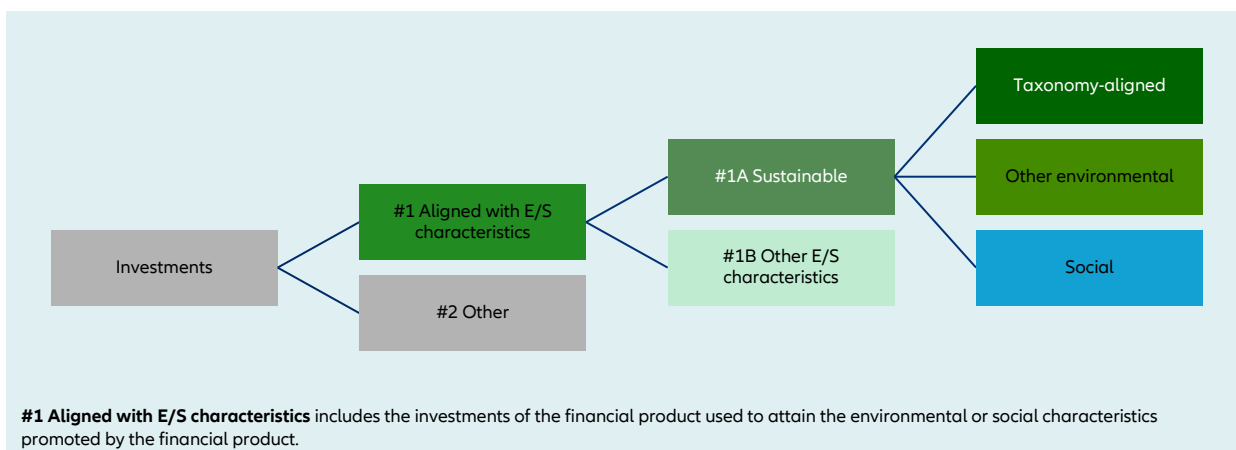 Taxonomy-aligned
#1A Sustainable
Other environmental
#1 Aligned with E/S
characteristics
Investments
#1B Other E/S
characteristics
Social
#2 Other
#1 Aligned with E/S characteristics includes the investments of the financial product used to attain the environmental or social characteristics
promoted by the financial product.